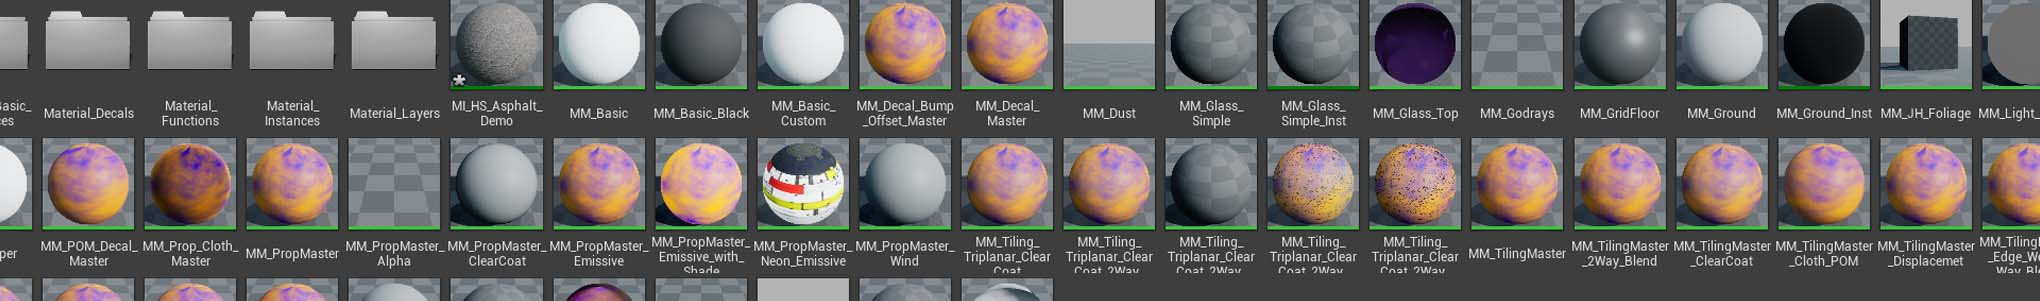 Basic_
ces
Material_Decals
Material_
Functions
Material_
Instances
Material_Layers
MI_HS_Asphalt_
Demo
MM_Basic
MM_Basic_Black
MM_Basic_
Custom
MM_Decal_Bump
_Offset_Master
MM_Decal_
Master
MM_Dust
MM_Glass_
Simple
MM_Glass_
Simple_Inst
MM_Glass_Top
MM_Godrays
MM_GridFloor
MM_Ground
MM_Ground_Inst
MM_JH_Foliage
MM_Light_
per
MM_POM_Decal_
Master
MM_Prop_Cloth_
Master
MM_PropMaster
MM_PropMaster_
Alpha
MM_PropMaster_
ClearCoat
MM_PropMaster_
Emissive
MM_PropMaster_
Emissive_with_
Shade
MM_PropMaster_
Neon_Emissive
MM_PropMaster_
Wind
MM_Tiling_
Triplanar_Clear
Coat
MM_Tiling_
Triplanar_Clear
Coat_2Way
MM_Tiling_
Triplanar_Clear
Coat_2Way
MM_Tiling_
Triplanar_Clear
Coat_2Way
MM_Tiling_
Triplanar_Clear
Coat_2Way
MM_TilingMaster
MM_TilingMaster
_2Way_Blend
MM_TilingMaster
_ClearCoat
MM_TilingMaster
_Cloth_POM
MM_TilingMaster
_Displacemet
MM_Tiling
_Edge_We
Way_Bl